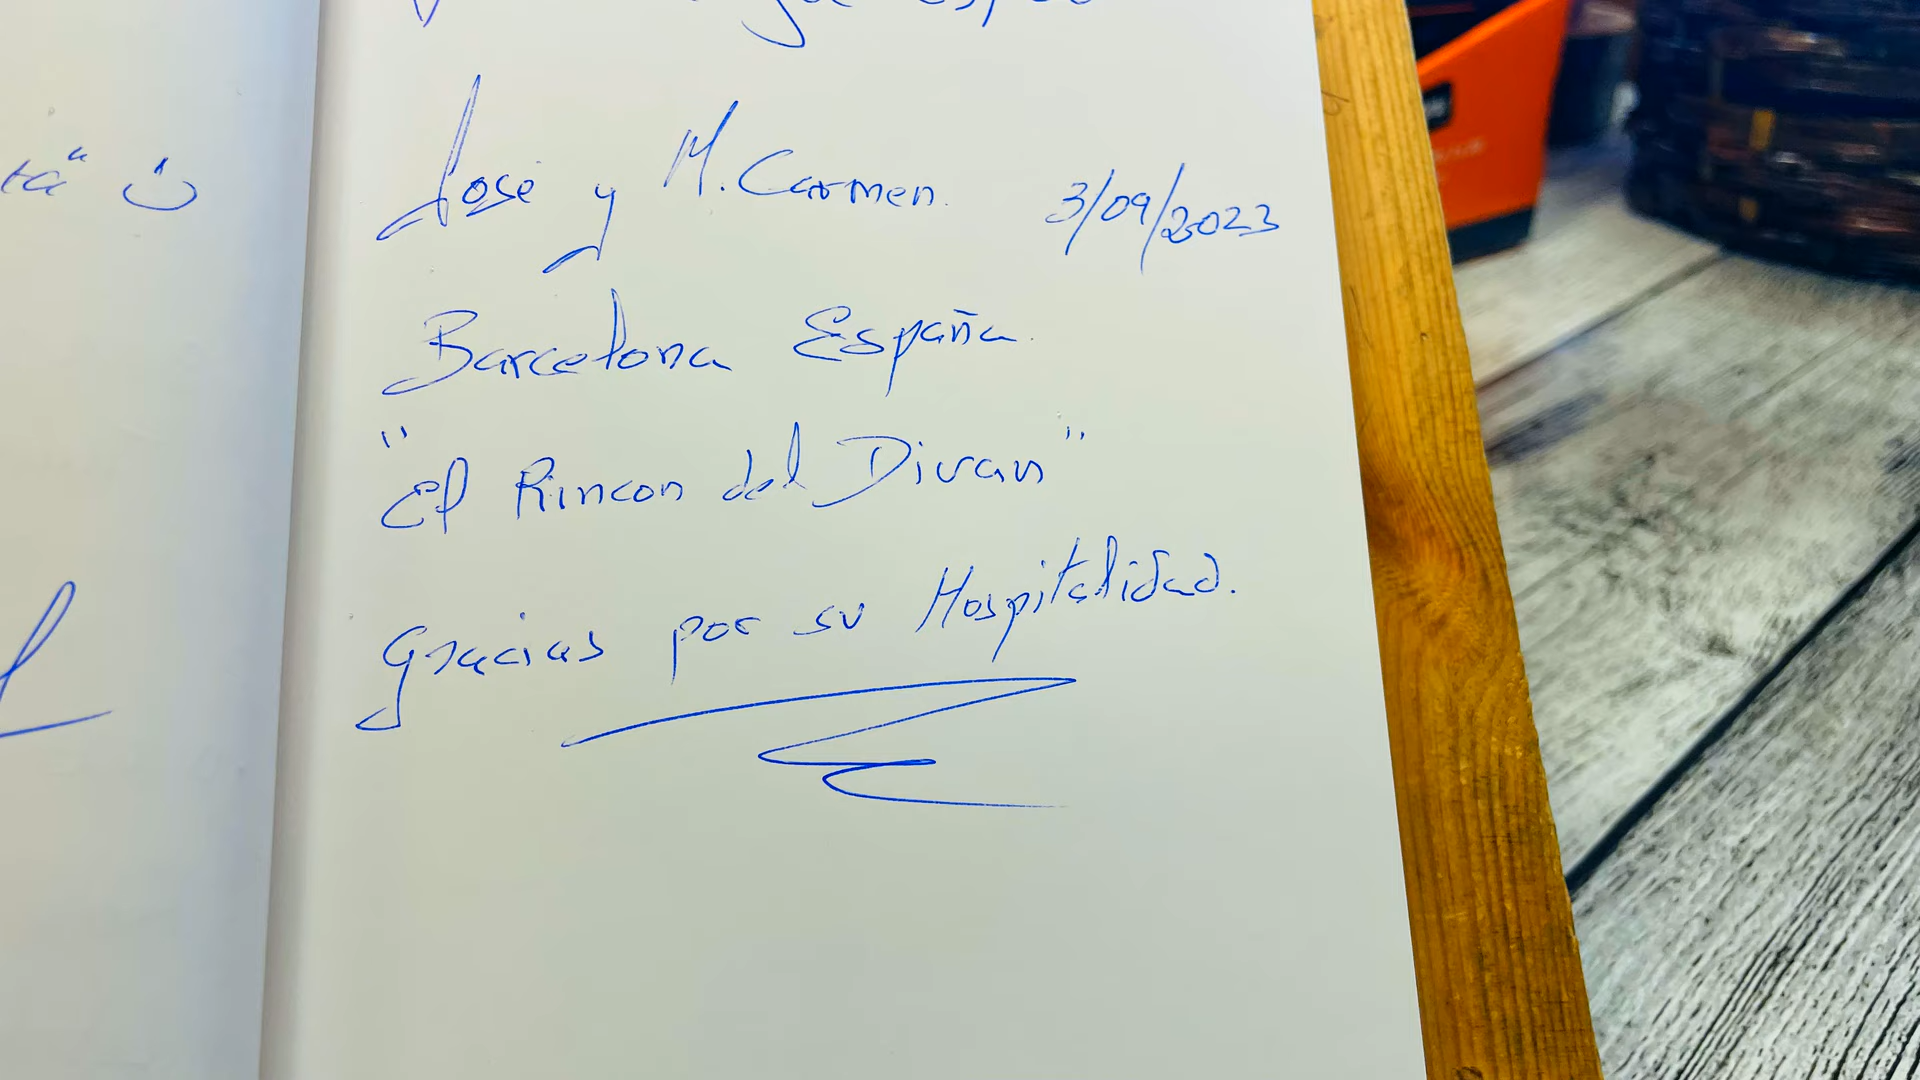 José y M. Carmen. 3/09/2023
Barcelona España.
"El Rincon del Divan"
Gracias por su Hospitalidad.